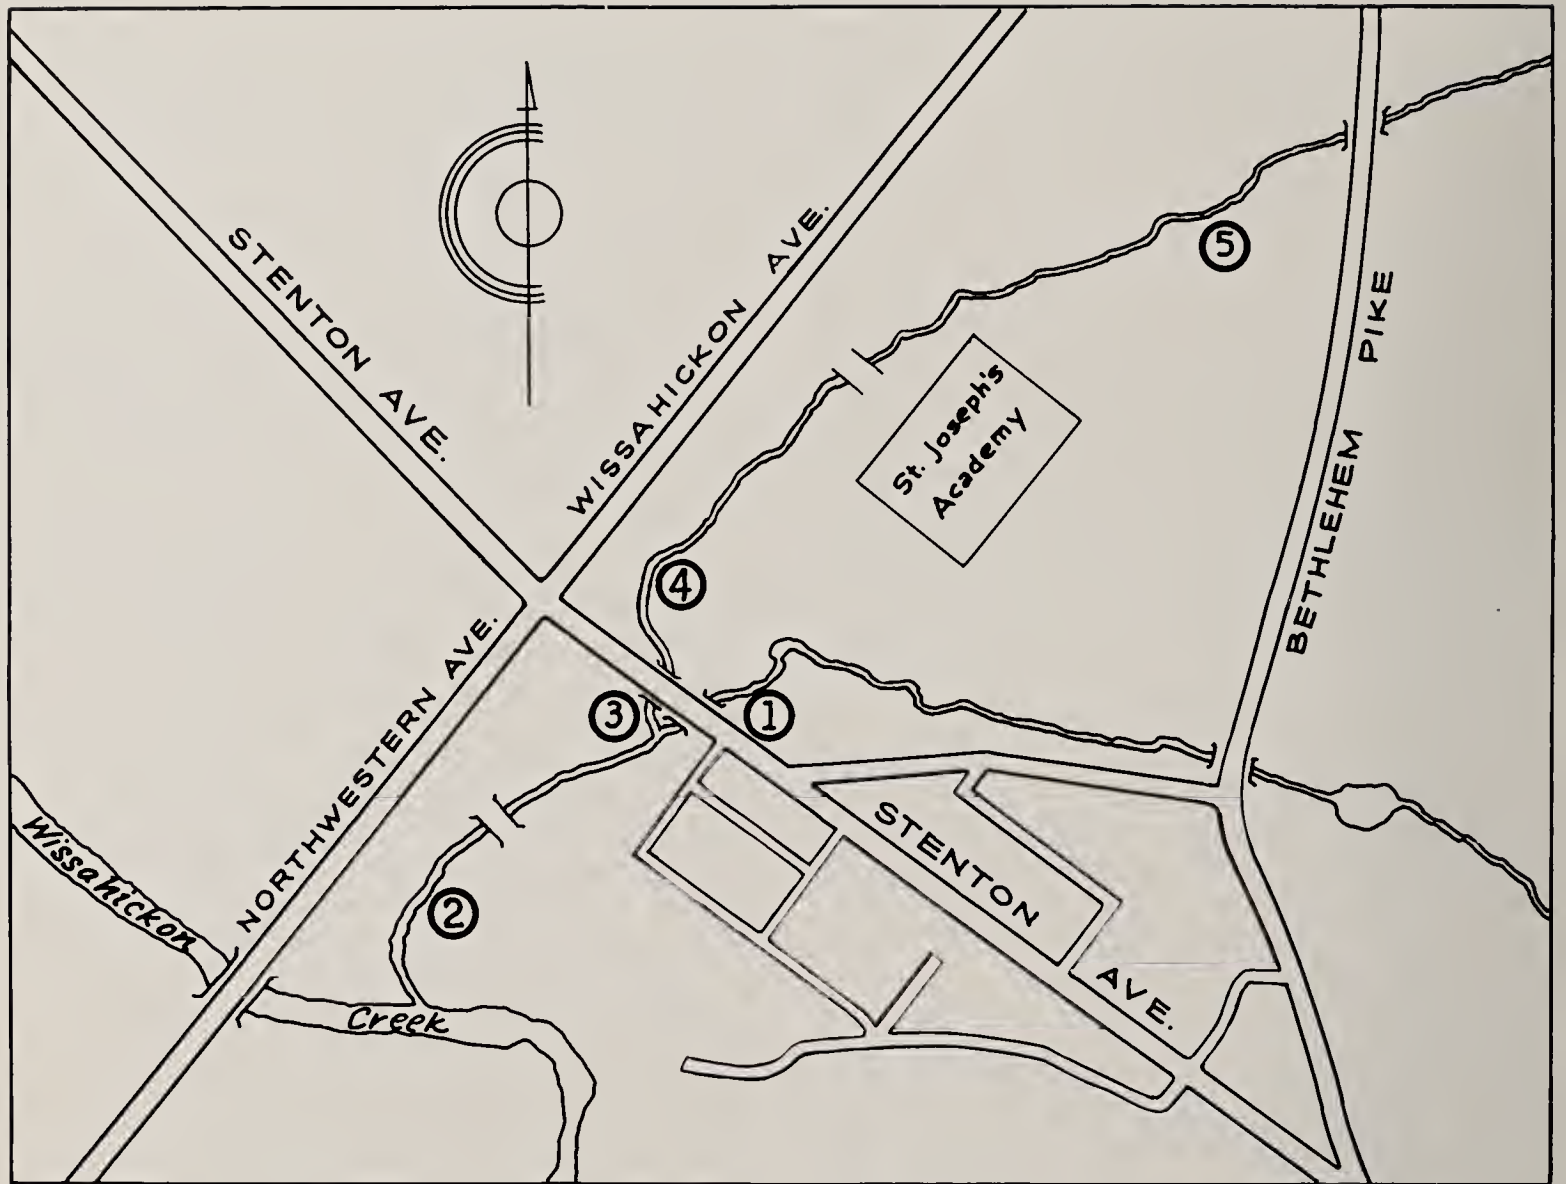 STENTON AVE.
WISSAHICKON AVE.
5
BETHLEHEM PIKE
St. Joseph's
Academy
4
NORTHWESTERN AVE.
3
1
STENTON AVE.
2
Wissahickon
Creek